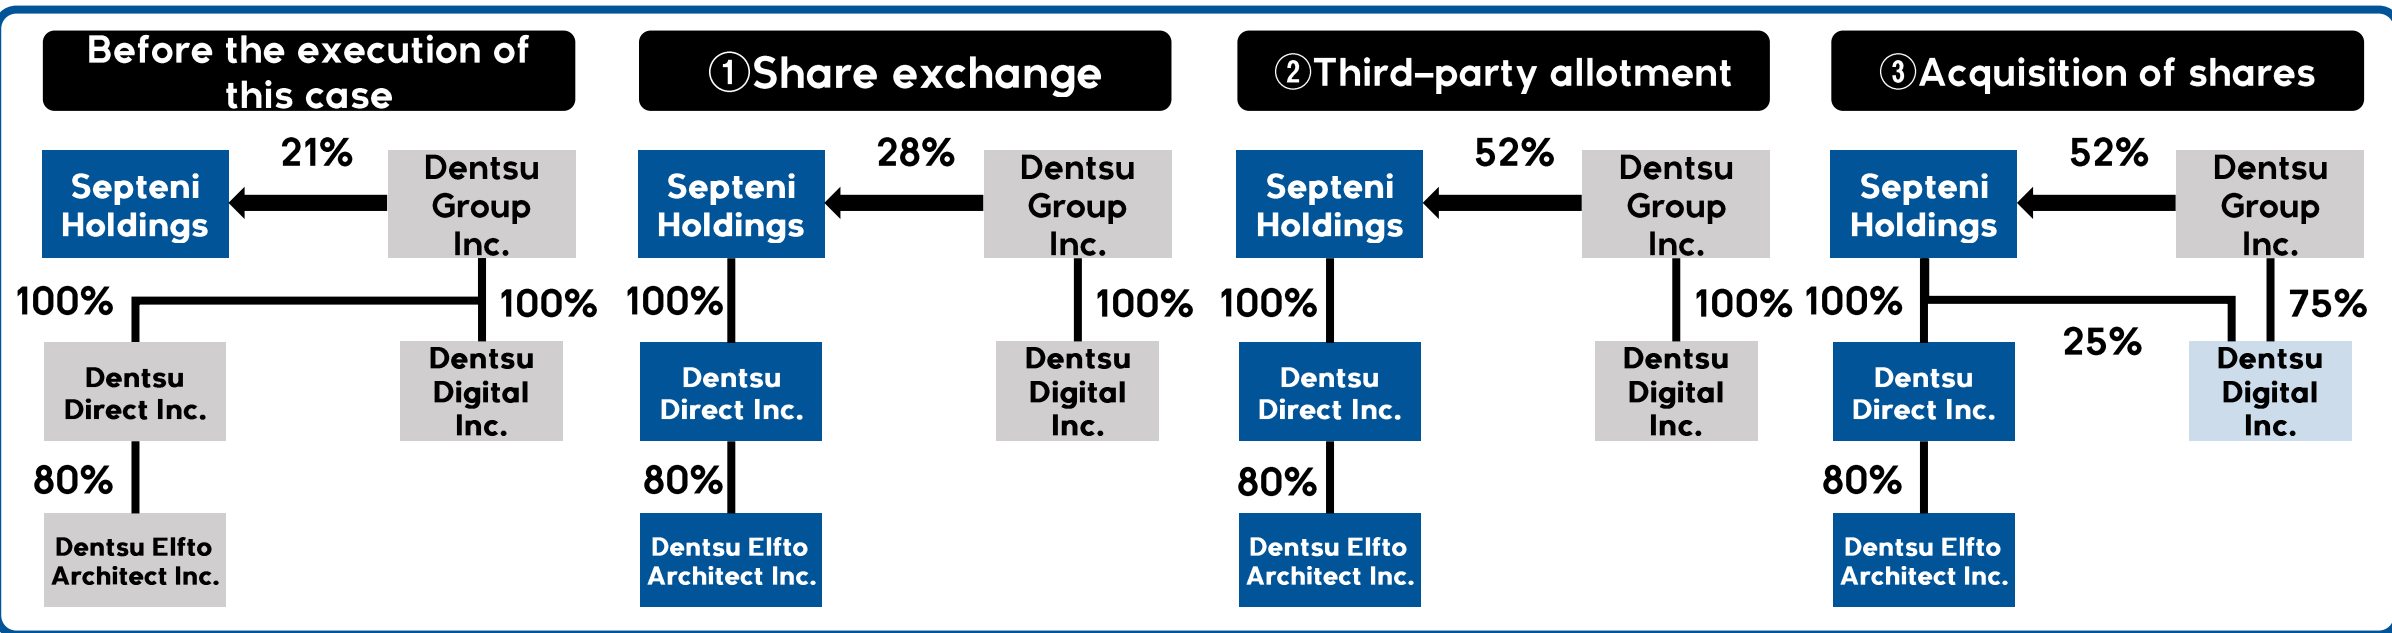 Before the execution of
this case
21%
Septeni
Holdings
Dentsu
Group
Inc.
100%
100%
Dentsu
Direct Inc.
Dentsu
Digital
Inc.
80%
Dentsu Elfto
Architect Inc.
①Share exchange
28%
Septeni
Holdings
Dentsu
Group
Inc.
100%
100%
Dentsu
Direct Inc.
Dentsu
Digital
Inc.
80%
Dentsu Elfto
Architect Inc.
②Third-party allotment
52%
Septeni
Holdings
Dentsu
Group
Inc.
100%
100%
Dentsu
Direct Inc.
Dentsu
Digital
Inc.
80%
Dentsu Elfto
Architect Inc.
③Acquisition of shares
52%
Septeni
Holdings
Dentsu
Group
Inc.
100%
75%
25%
Dentsu
Direct Inc.
Dentsu
Digital
Inc.
80%
Dentsu Elfto
Architect Inc.